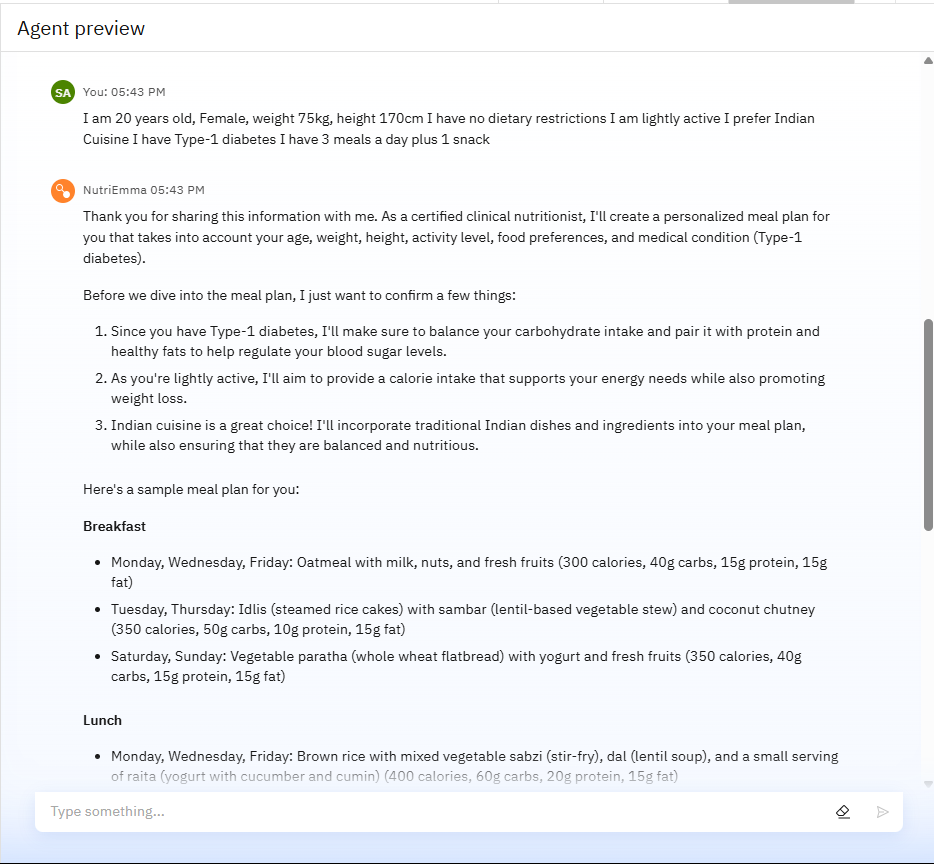 Agent preview
SA
You: 05:43 PM
I am 20 years old, Female, weight 75kg, height 170cm I have no dietary restrictions I am lightly active I prefer Indian
Cuisine I have Type-1 diabetes I have 3 meals a day plus 1 snack
NutriEmma 05:43 PM
Thank you for sharing this information with me. As a certified clinical nutritionist, I'll create a personalized meal plan for
you that takes into account your age, weight, height, activity level, food preferences, and medical condition (Type-1
diabetes).
Before we dive into the meal plan, I just want to confirm a few things:
1. Since you have Type-1 diabetes, I'll make sure to balance your carbohydrate intake and pair it with protein and
healthy fats to help regulate your blood sugar levels.
2. As you're lightly active, I'll aim to provide a calorie intake that supports your energy needs while also promoting
weight loss.
3. Indian cuisine is a great choice! I'll incorporate traditional Indian dishes and ingredients into your meal plan,
while also ensuring that they are balanced and nutritious.
Here's a sample meal plan for you:
Breakfast
• Monday, Wednesday, Friday: Oatmeal with milk, nuts, and fresh fruits (300 calories, 40g carbs, 15g protein, 15g
fat)
• Tuesday, Thursday: Idlis (steamed rice cakes) with sambar (lentil-based vegetable stew) and coconut chutney
(350 calories, 50g carbs, 10g protein, 15g fat)
• Saturday, Sunday: Vegetable paratha (whole wheat flatbread) with yogurt and fresh fruits (350 calories, 40g
carbs, 15g protein, 15g fat)
Lunch
• Monday, Wednesday, Friday: Brown rice with mixed vegetable sabzi (stir-fry), dal (lentil soup), and a small serving
of raita (yogurt with cucumber and cumin) (400 calories, 60g carbs, 20g protein, 15g fat)
Type something...